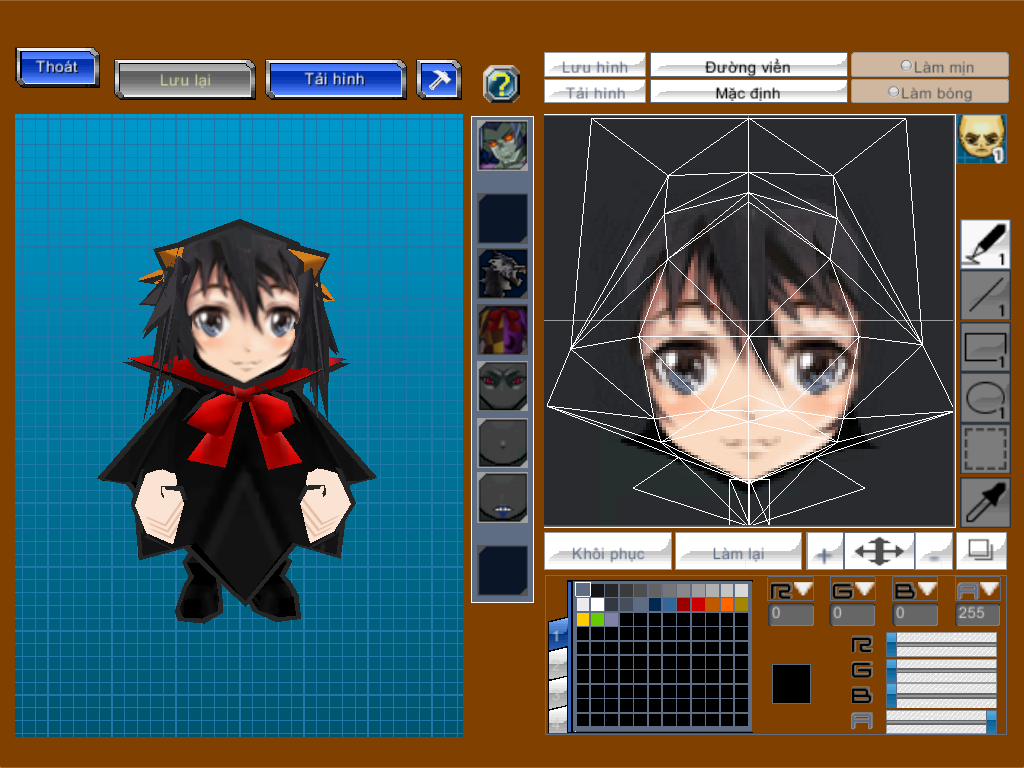 Thoát
Lưu lại
Tải hình
?
Lưu hình
Đường viền
Làm mịn
Tải hình
Mặc định
Làm bóng
1
1
1
1
1
Khôi phục
Làm lại
+
-
R
G
B
A
0
0
0
255
1
R
G
B
A